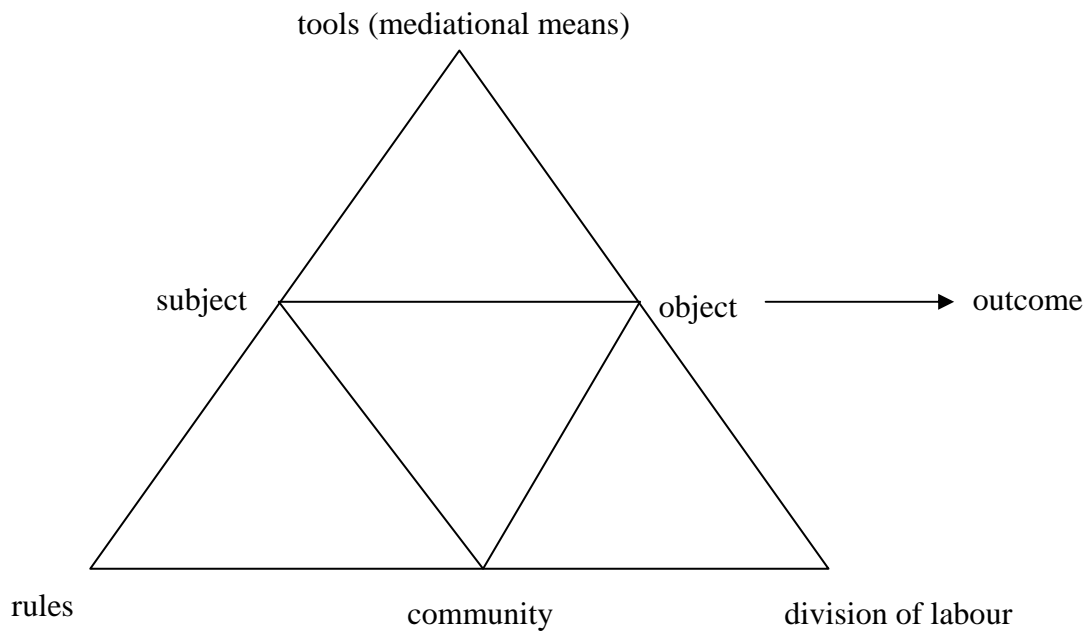 tools (mediational means)
subject
object
outcome
rules
community
division of labour